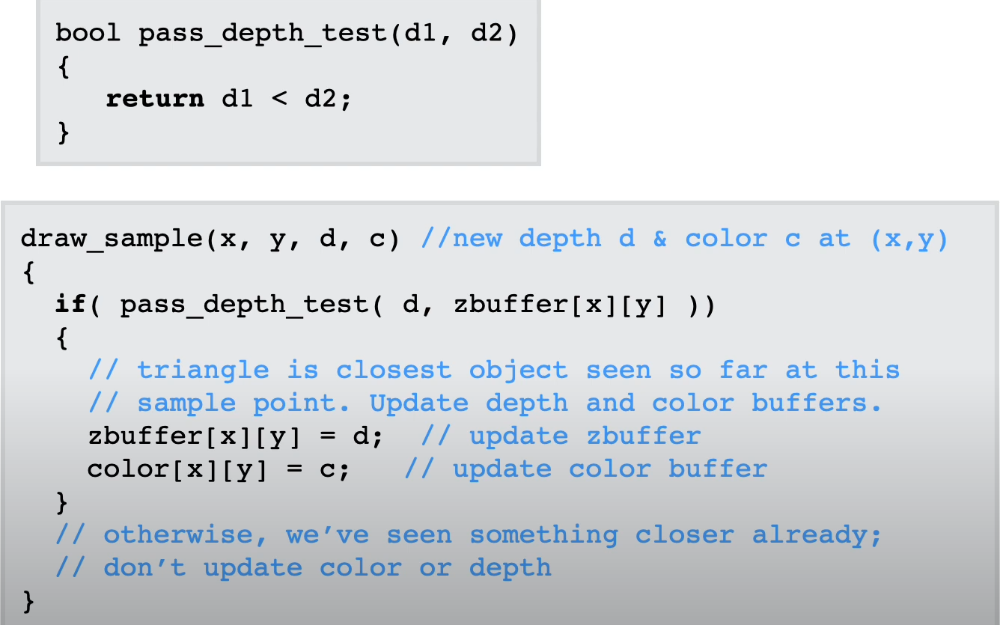 bool pass_depth_test(d1, d2)
{
return d1 < d2;
}
draw_sample(x, y, d, c) //new depth d & color c at (x,y)
{
if( pass_depth_test( d, zbuffer[x][y] ))
{
// triangle is closest object seen so far at this
// sample point. Update depth and color buffers.
zbuffer[x][y] = d; // update zbuffer
color[x][y] = c; // update color buffer
}
// otherwise, we’ve seen something closer already;
// don’t update color or depth
}